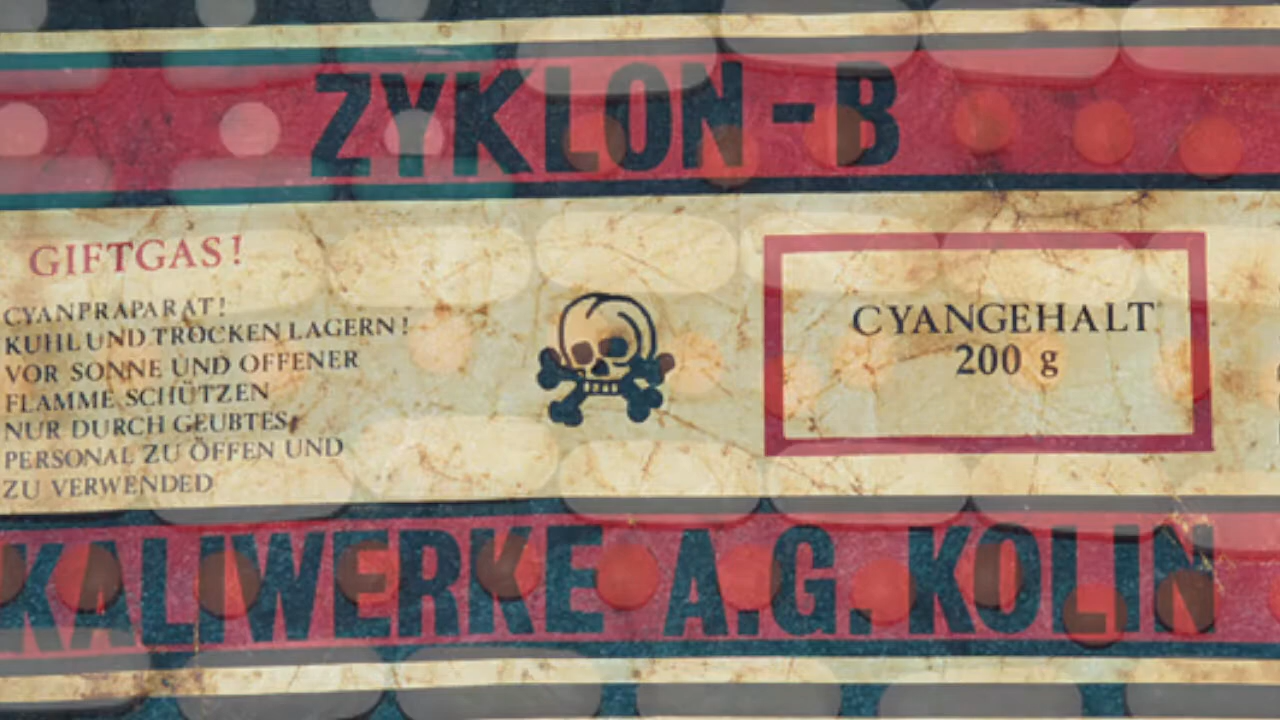 ZYKLON-B
GIFTGAS!
CYANPRAPARAT!
KUHL UND TROCKEN LAGERN!
VOR SONNE UND OFFENER
FLAMME SCHÜTZEN
NUR DURCH GEUBTES
PERSONAL ZU ÖFFEN UND
ZU VERWENDED
CYANGEHALT
200 g
KALIWERKE A.G. KOLIN